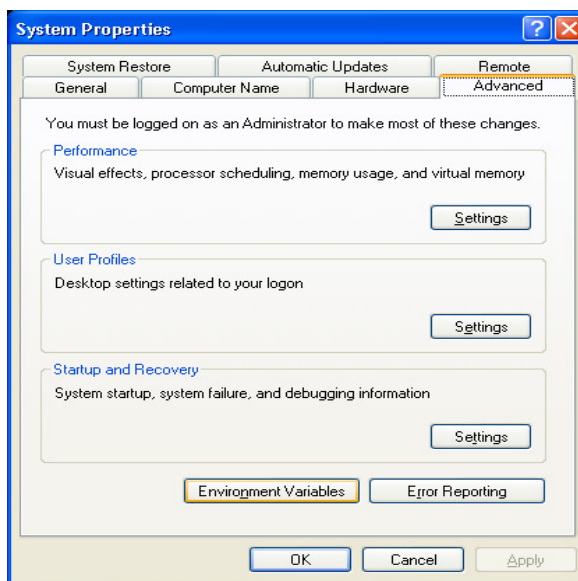 System Properties
System Restore Automatic Updates Remote
General Computer Name Hardware Advanced
You must be logged on as an Administrator to make most of these changes.
Performance
Visual effects, processor scheduling, memory usage, and virtual memory
Settings
User Profiles
Desktop settings related to your logon
Settings
Startup and Recovery
System startup, system failure, and debugging information
Settings
Environment Variables Error Reporting
OK Cancel Apply